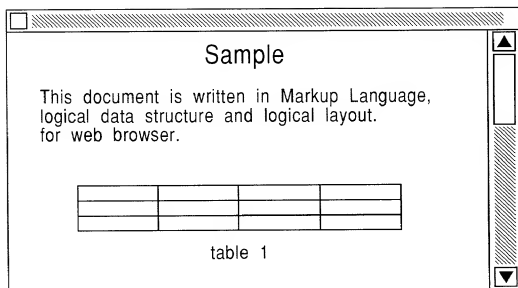 Sample
This document is written in Markup Language,
logical data structure and logical layout.
for web browser.
table 1